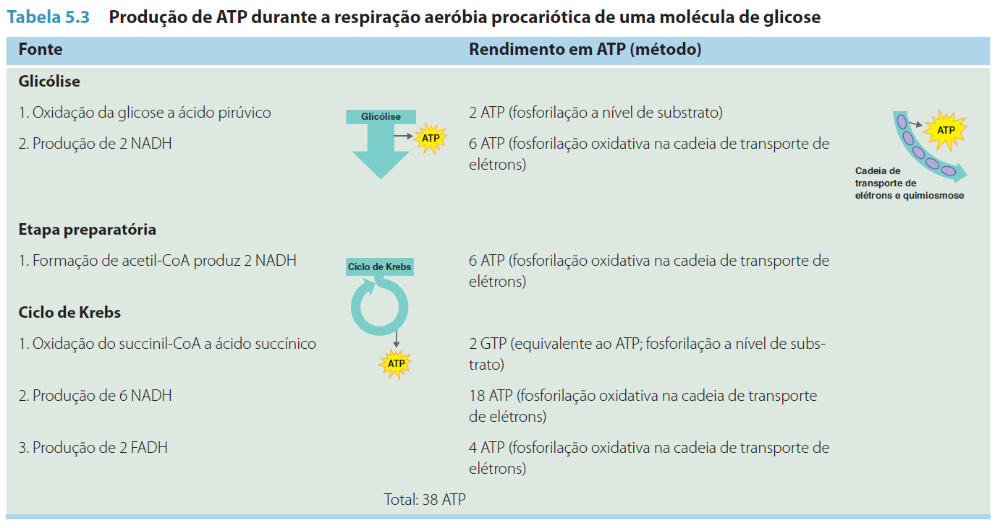 Tabela 5.3 Produção de ATP durante a respiração aeróbia procariótica de uma molécula de glicose
Fonte Rendimento em ATP (método)
Glicólise
1. Oxidação da glicose a ácido pirúvico
2 ATP (fosforilação a nível de substrato)
Glicólise
ATP
2. Produção de 2 NADH
6 ATP (fosforilação oxidativa na cadeia de transporte de
elétrons)
ATP
Cadeia de
transporte de
elétrons e quimiosmose
Etapa preparatória
1. Formação de acetil-CoA produz 2 NADH
6 ATP (fosforilação oxidativa na cadeia de transporte de
elétrons)
Ciclo de Krebs
Ciclo de Krebs
1. Oxidação do succinil-CoA a ácido succínico
2 GTP (equivalente ao ATP; fosforilação a nível de subs-
trato)
ATP
2. Produção de 6 NADH
18 ATP (fosforilação oxidativa na cadeia de transporte
de elétrons)
3. Produção de 2 FADH
4 ATP (fosforilação oxidativa na cadeia de transporte de
elétrons)
Total: 38 ATP